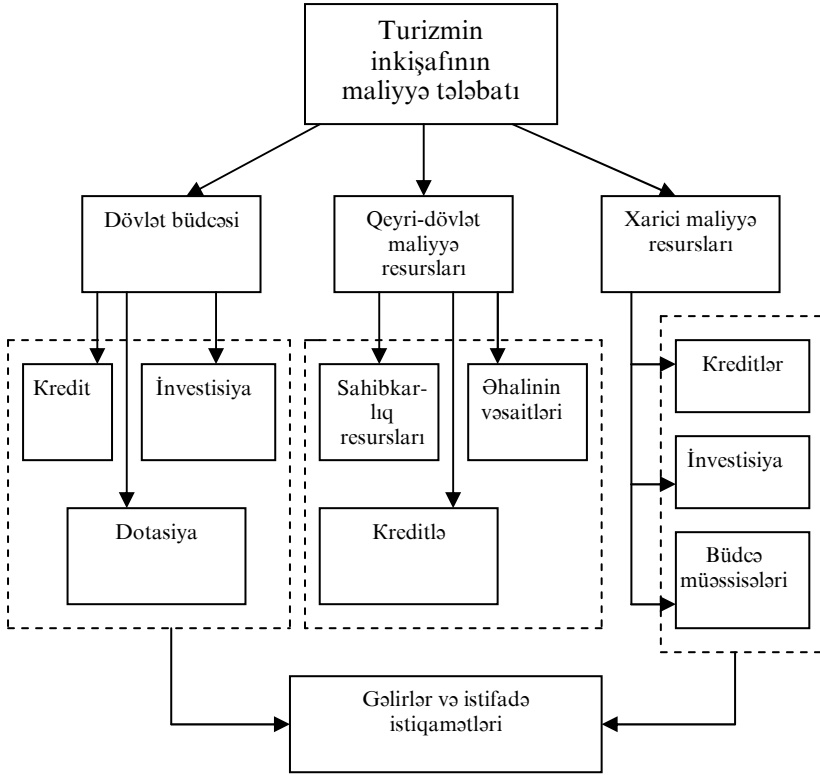 Turizmin
inkişafının
maliyyə tələbatı
Dövlət büdcəsi
Qeyri-dövlət
maliyyə
resursları
Xarici maliyyə
resursları
Kredit
İnvestisiya
Dotasiya
Sahibkar-
lıq
resursları
Əhalinin
vəsaitləri
Kreditlə
Kreditlər
İnvestisiya
Büdcə
müəssisələri
Gəlirlər və istifadə
istiqamətləri